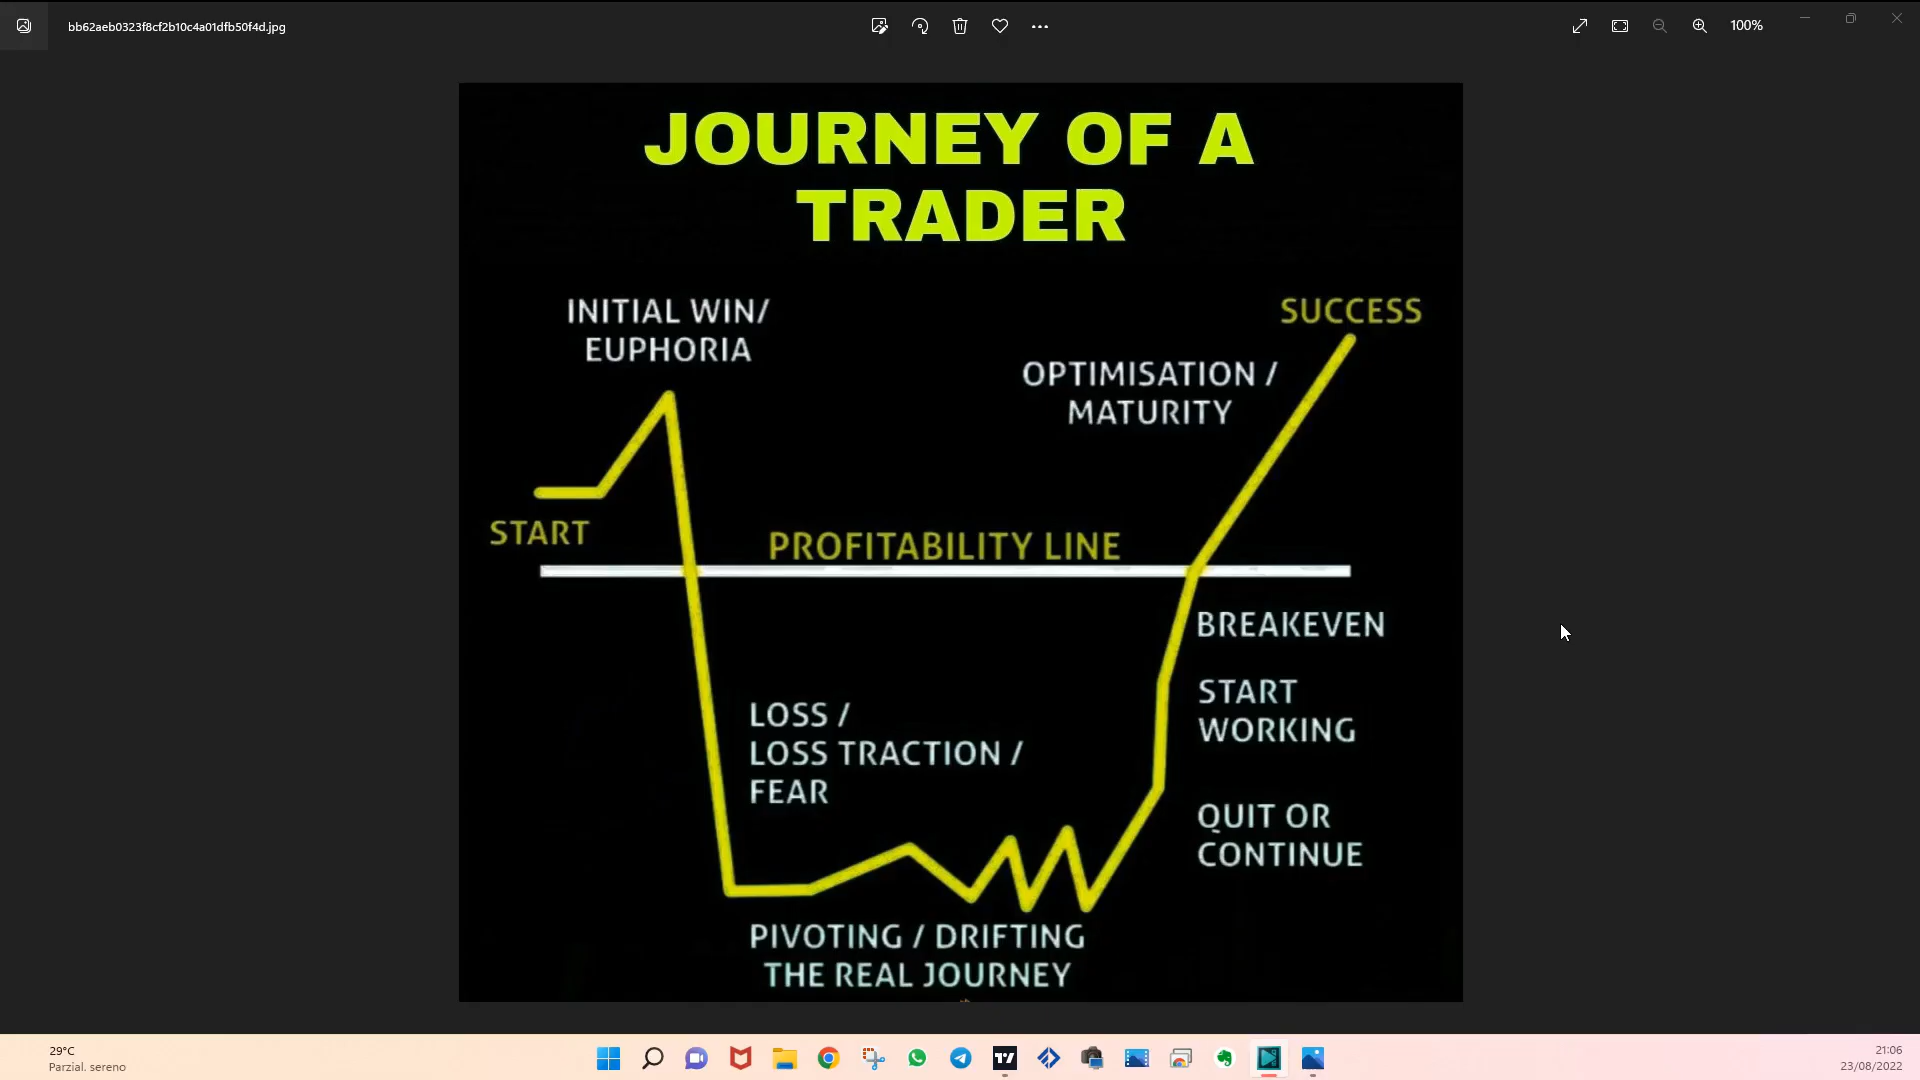 bb62aeb0323f8cf2b10c4a01dfb50f4d.jpg
100%
JOURNEY OF A
TRADER
INITIAL WIN/
EUPHORIA
SUCCESS
OPTIMISATION /
MATURITY
START
PROFITABILITY LINE
BREAKEVEN
START
WORKING
LOSS /
LOSS TRACTION /
FEAR
QUIT OR
CONTINUE
PIVOTING / DRIFTING
THE REAL JOURNEY
29°C
Parzial. sereno
21:06
23/08/2022